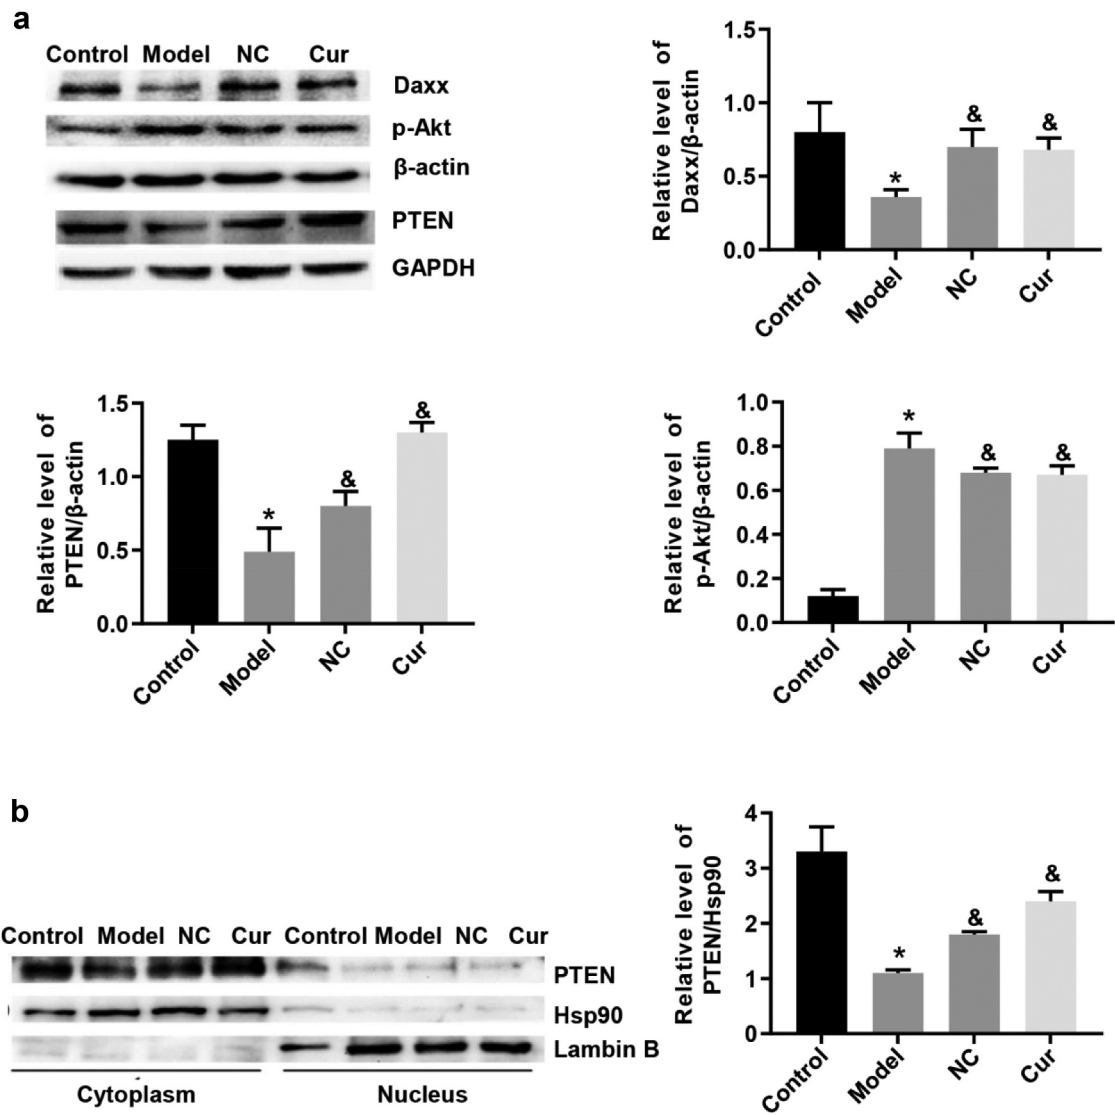 a
Control Model NC Cur
Daxx
p-Akt
β-actin
PTEN
GAPDH
Relative level of
Daxx/β-actin
1.5
1.0
0.5
0.0
&
&
*
Control
Model
NC
Cur
Relative level of
PTEN/β-actin
1.5
1.0
0.5
0.0
*
&
&
Control
Model
NC
Cur
Relative level of
p-Akt/β-actin
1.0
0.8
0.6
0.4
0.2
0.0
*
&
&
Control
Model
NC
Cur
b
Control Model NC Cur Control Model NC Cur
PTEN
Hsp90
Lambin B
Cytoplasm Nucleus
Relative level of
PTEN/Hsp90
4
3
2
1
0
*
&
&
Control
Model
NC
Cur